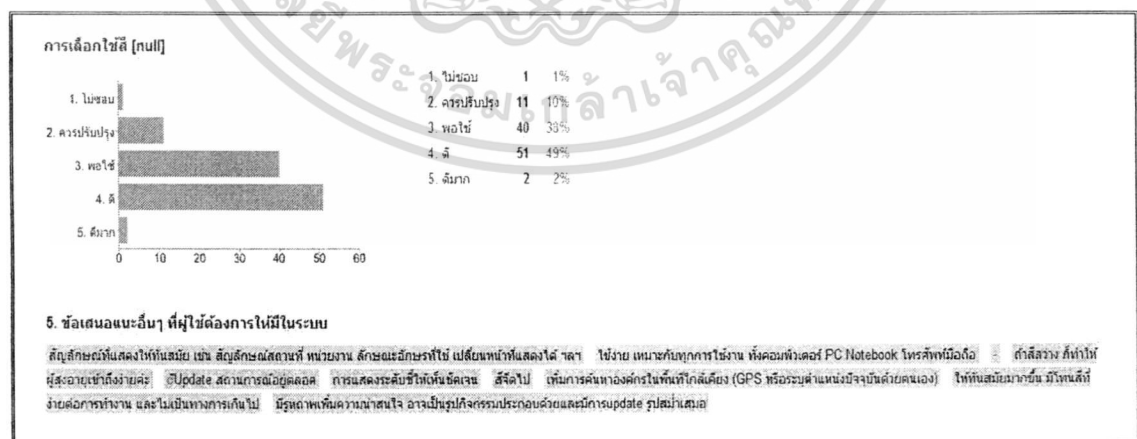 การเลือกใช้สี [null]
1. ไม่ชอบ
2. ควรปรับปรุง
3. พอใช้
4. ดี
5. ดีมาก
0 10 20 30 40 50 60
1. ไม่ชอบ 1 1%
2. ควรปรับปรุง 11 10%
3. พอใช้ 40 38%
4. ดี 51 49%
5. ดีมาก 2 2%
พระจอมเกล้าเจ้าคุณ
5. ข้อเสนอแนะอื่นๆ ที่ผู้ใช้ต้องการให้มีในระบบ
สัญลักษณ์ที่แสดงให้ทันสมัย เช่น สัญลักษณ์สถานที่ หน่วยงาน ลักษณะอักษรที่ใช้ เปลี่ยนหน้าที่แสดงได้ ฯลฯ ใช้ง่าย เหมาะกับทุกการใช้งาน ทั้งคอมพิวเตอร์ PC Notebook โทรศัพท์มือถือ - ถ้าสีสว่าง ก็ทำให้
ผู้สูงอายุเข้าถึงง่ายค่ะ Update สถานการณ์อยู่ตลอด การแสดงระดับชี้ให้เห็นชัดเจน สีจืดไป เพิ่มการค้นหาองค์กรในพื้นที่ใกล้เคียง (GPS หรือระบุตำแหน่งปัจจุบันด้วยตนเอง) ให้ทันสมัยมากขึ้น มีโทนสีที่
ง่ายต่อการทำงาน และไม่เป็นทางการเกินไป มีรูปภาพเพิ่มความน่าสนใจ อาจเป็นรูปกิจกรรมประกอบด้วยและมีการupdate รูปสม่ำเสมอ